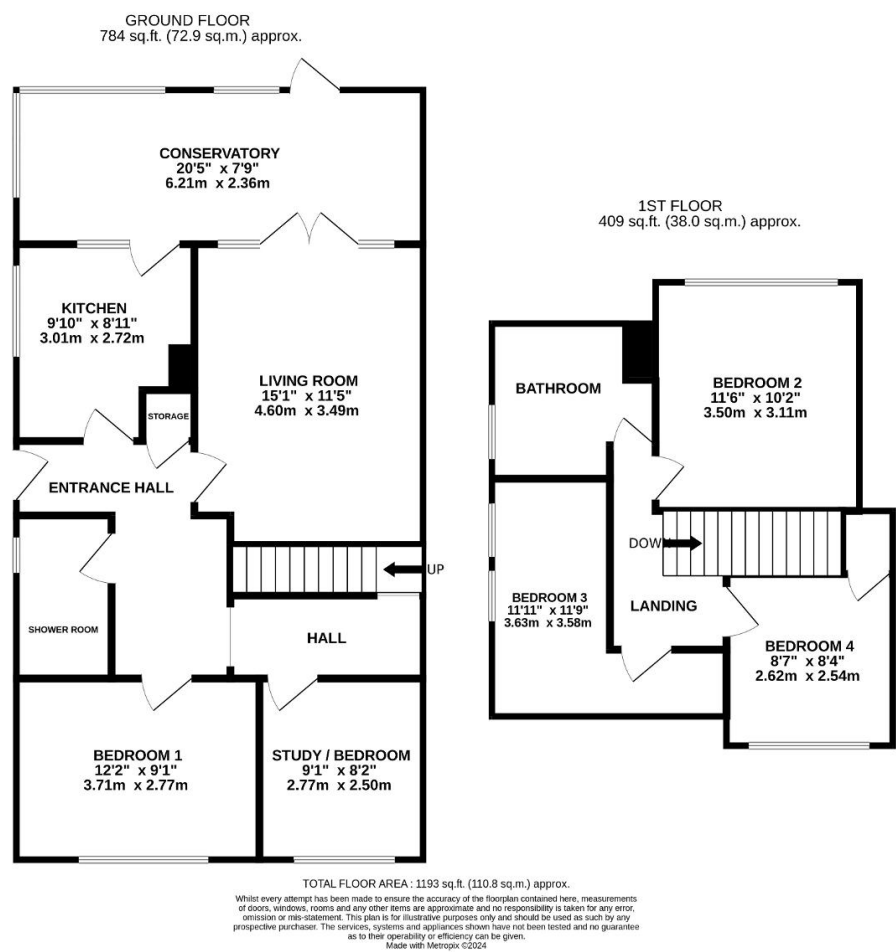 GROUND FLOOR
784 sq.ft. (72.9 sq.m.) approx.
CONSERVATORY
20'5" x 7'9"
6.21m x 2.36m
KITCHEN
9'10" x 8'11"
3.01m x 2.72m
LIVING ROOM
15'1" x 11'5"
4.60m x 3.49m
STORAGE
ENTRANCE HALL
UP
SHOWER ROOM
HALL
BEDROOM 1
12'2" x 9'1"
3.71m x 2.77m
STUDY / BEDROOM
9'1" x 8'2"
2.77m x 2.50m
1ST FLOOR
409 sq.ft. (38.0 sq.m.) approx.
BATHROOM
BEDROOM 2
11'6" x 10'2"
3.50m x 3.11m
DOWN
BEDROOM 3
11'11" x 11'9"
3.63m x 3.58m
LANDING
BEDROOM 4
8'7" x 8'4"
2.62m x 2.54m
TOTAL FLOOR AREA : 1193 sq.ft. (110.8 sq.m.) approx.
Whilst every attempt has been made to ensure the accuracy of the floorplan contained here, measurements
of doors, windows, rooms and any other items are approximate and no responsibility is taken for any error,
omission or mis-statement. This plan is for illustrative purposes only and should be used as such by any
prospective purchaser. The services, systems and appliances shown have not been tested and no guarantee
as to their operability or efficiency can be given.
Made with Metropix ©2024